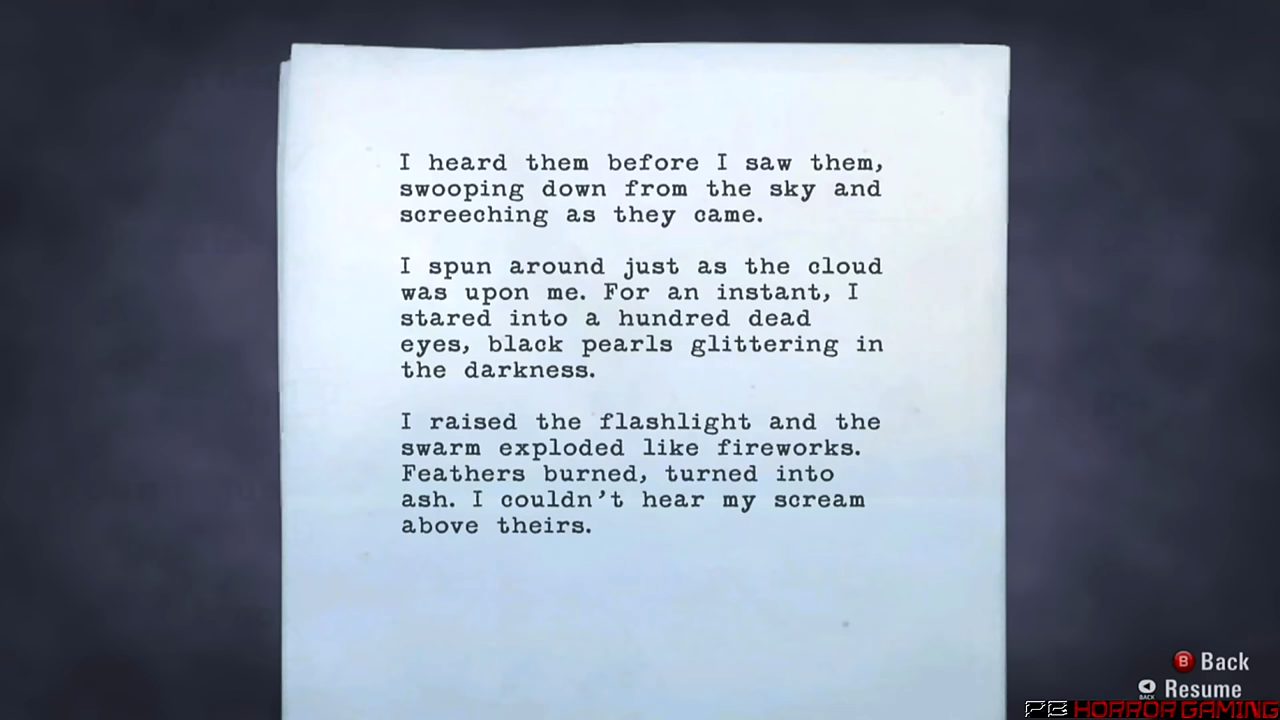 I heard them before I saw them,
swooping down from the sky and
screeching as they came.
I spun around just as the cloud
was upon me. For an instant, I
stared into a hundred dead
eyes, black pearls glittering in
the darkness.
I raised the flashlight and the
swarm exploded like fireworks.
Feathers burned, turned into
ash. I couldn't hear my scream
above theirs.
B Back
BACK Resume
HORROR GAMING